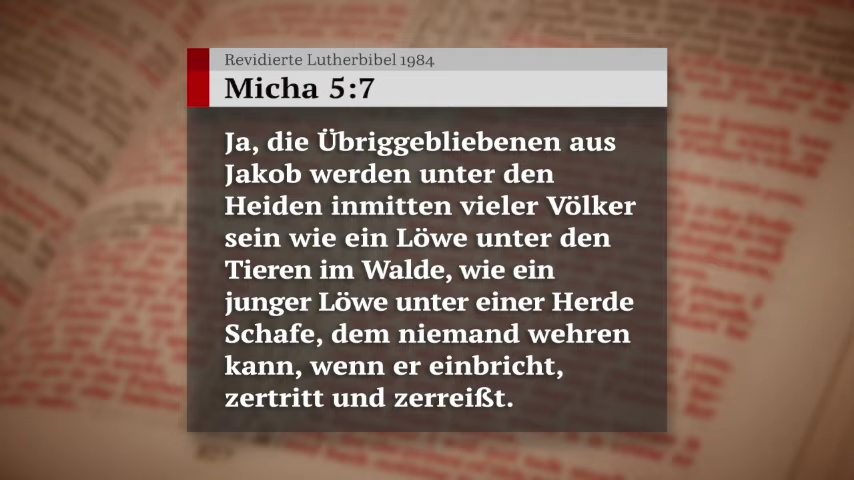 Revidierte Lutherbibel 1984
Micha 5:7
Ja, die Übriggebliebenen aus
Jakob werden unter den
Heiden inmitten vieler Völker
sein wie ein Löwe unter den
Tieren im Walde, wie ein
junger Löwe unter einer Herde
Schafe, dem niemand wehren
kann, wenn er einbricht,
zertritt und zerreißt.